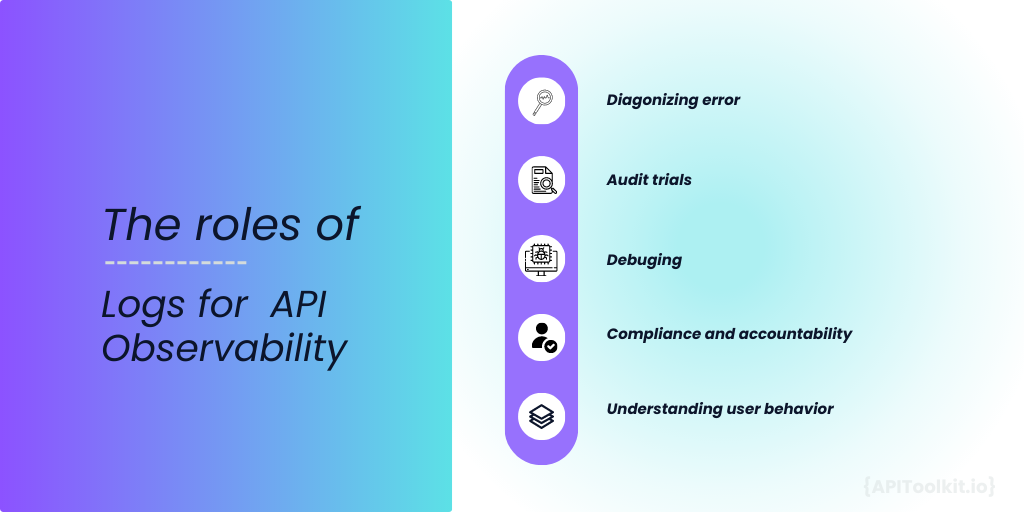 The roles of
Logs for API
Observability
Diagonizing error
Audit trials
Debuging
Compliance and accountability
Understanding user behavior
{APIToolkit.io}